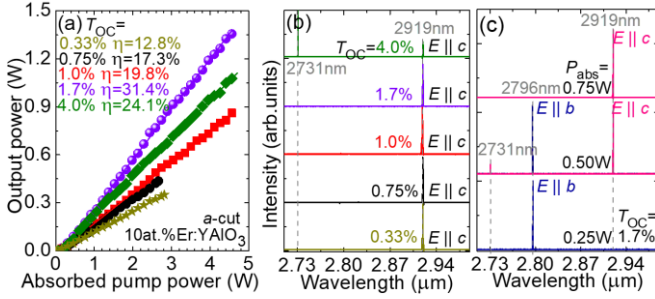 (a) T_OC=
0.33% η=12.8%
0.75% η=17.3%
1.0% η=19.8%
1.7% η=31.4%
4.0% η=24.1%
a-cut
10at.%Er:YAlO₃
Output power (W)
0.0
0.3
0.6
0.9
1.2
1.5
0 1 2 3 4 5
Absorbed pump power (W)
(b)
2919nm
T_OC=4.0% E || c
2731nm
1.7% E || c
1.0% E || c
0.75% E || c
0.33% E || c
Intensity (arb.units)
2.73 2.80 2.87 2.94
Wavelength (μm)
(c)
2919nm
E || c
P_abs=
0.75W
2796nm
E || b
E || c
2731nm
0.50W
E || b
T_OC=
1.7%
0.25W
2.73 2.80 2.87 2.94
Wavelength (μm)